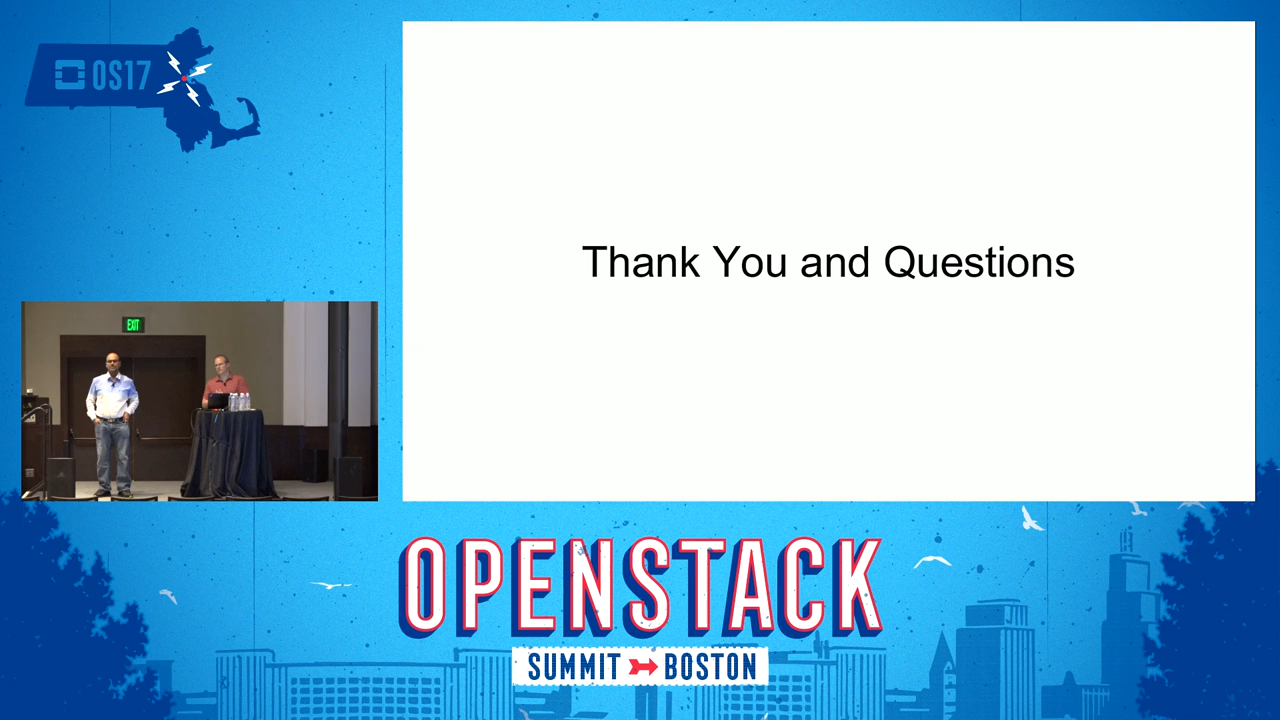 OS17
Thank You and Questions
EXIT
OPENSTACK
SUMMIT BOSTON